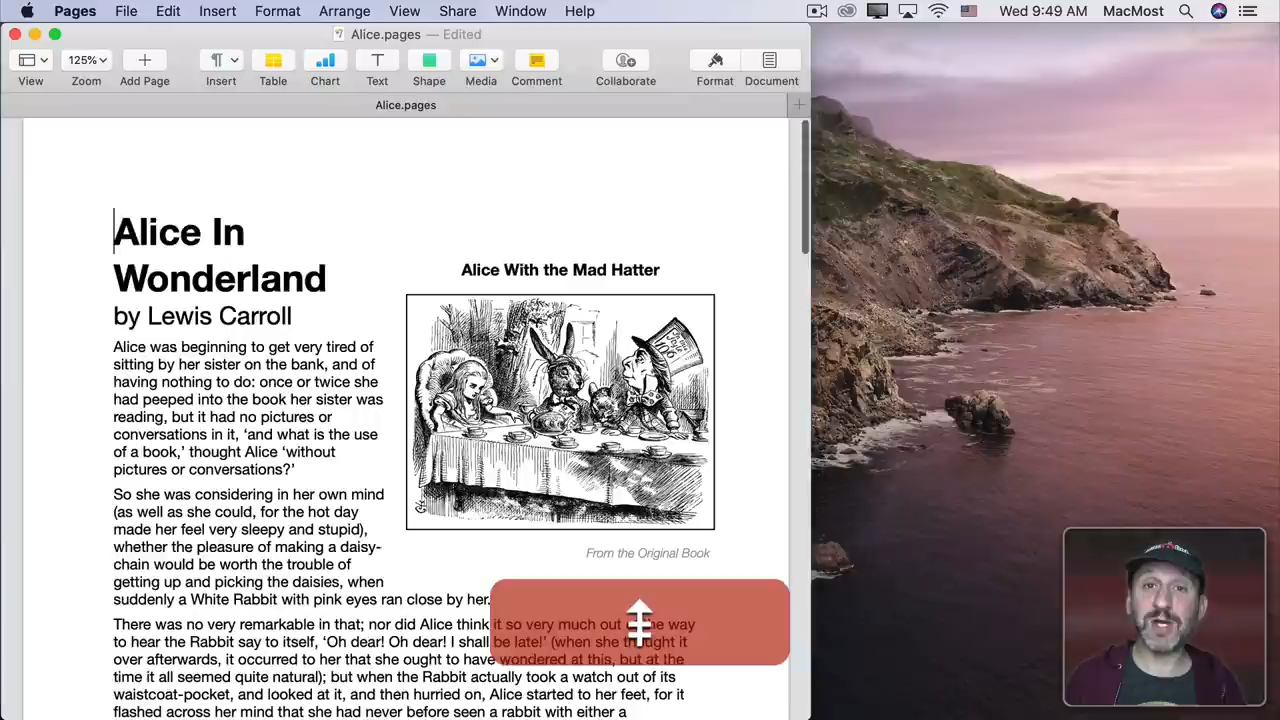 Pages File Edit Insert Format Arrange View Share Window Help Wed 9:49 AM MacMost
Alice.pages — Edited
125%
View Zoom Add Page Insert Table Chart Text Shape Media Comment Collaborate Format Document
Alice.pages
Alice In
Wonderland
by Lewis Carroll
Alice was beginning to get very tired of
sitting by her sister on the bank, and of
having nothing to do: once or twice she
had peeped into the book her sister was
reading, but it had no pictures or
conversations in it, ‘and what is the use
of a book,’ thought Alice ‘without
pictures or conversations?’
So she was considering in her own mind
(as well as she could, for the hot day
made her feel very sleepy and stupid),
whether the pleasure of making a daisy-
chain would be worth the trouble of
getting up and picking the daisies, when
suddenly a White Rabbit with pink eyes ran close by her.
Alice With the Mad Hatter
From the Original Book
There was no very remarkable in that; nor did Alice think it so very much out the way
to hear the Rabbit say to itself, ‘Oh dear! Oh dear! I shall be late!’ (when she it
over afterwards, it occurred to her that she ought to have wondered at this, but at the
time it all seemed quite natural); but when the Rabbit actually took a watch out of its
waistcoat-pocket, and looked at it, and then hurried on, Alice started to her feet, for it
flashed across her mind that she had never before seen a rabbit with either a